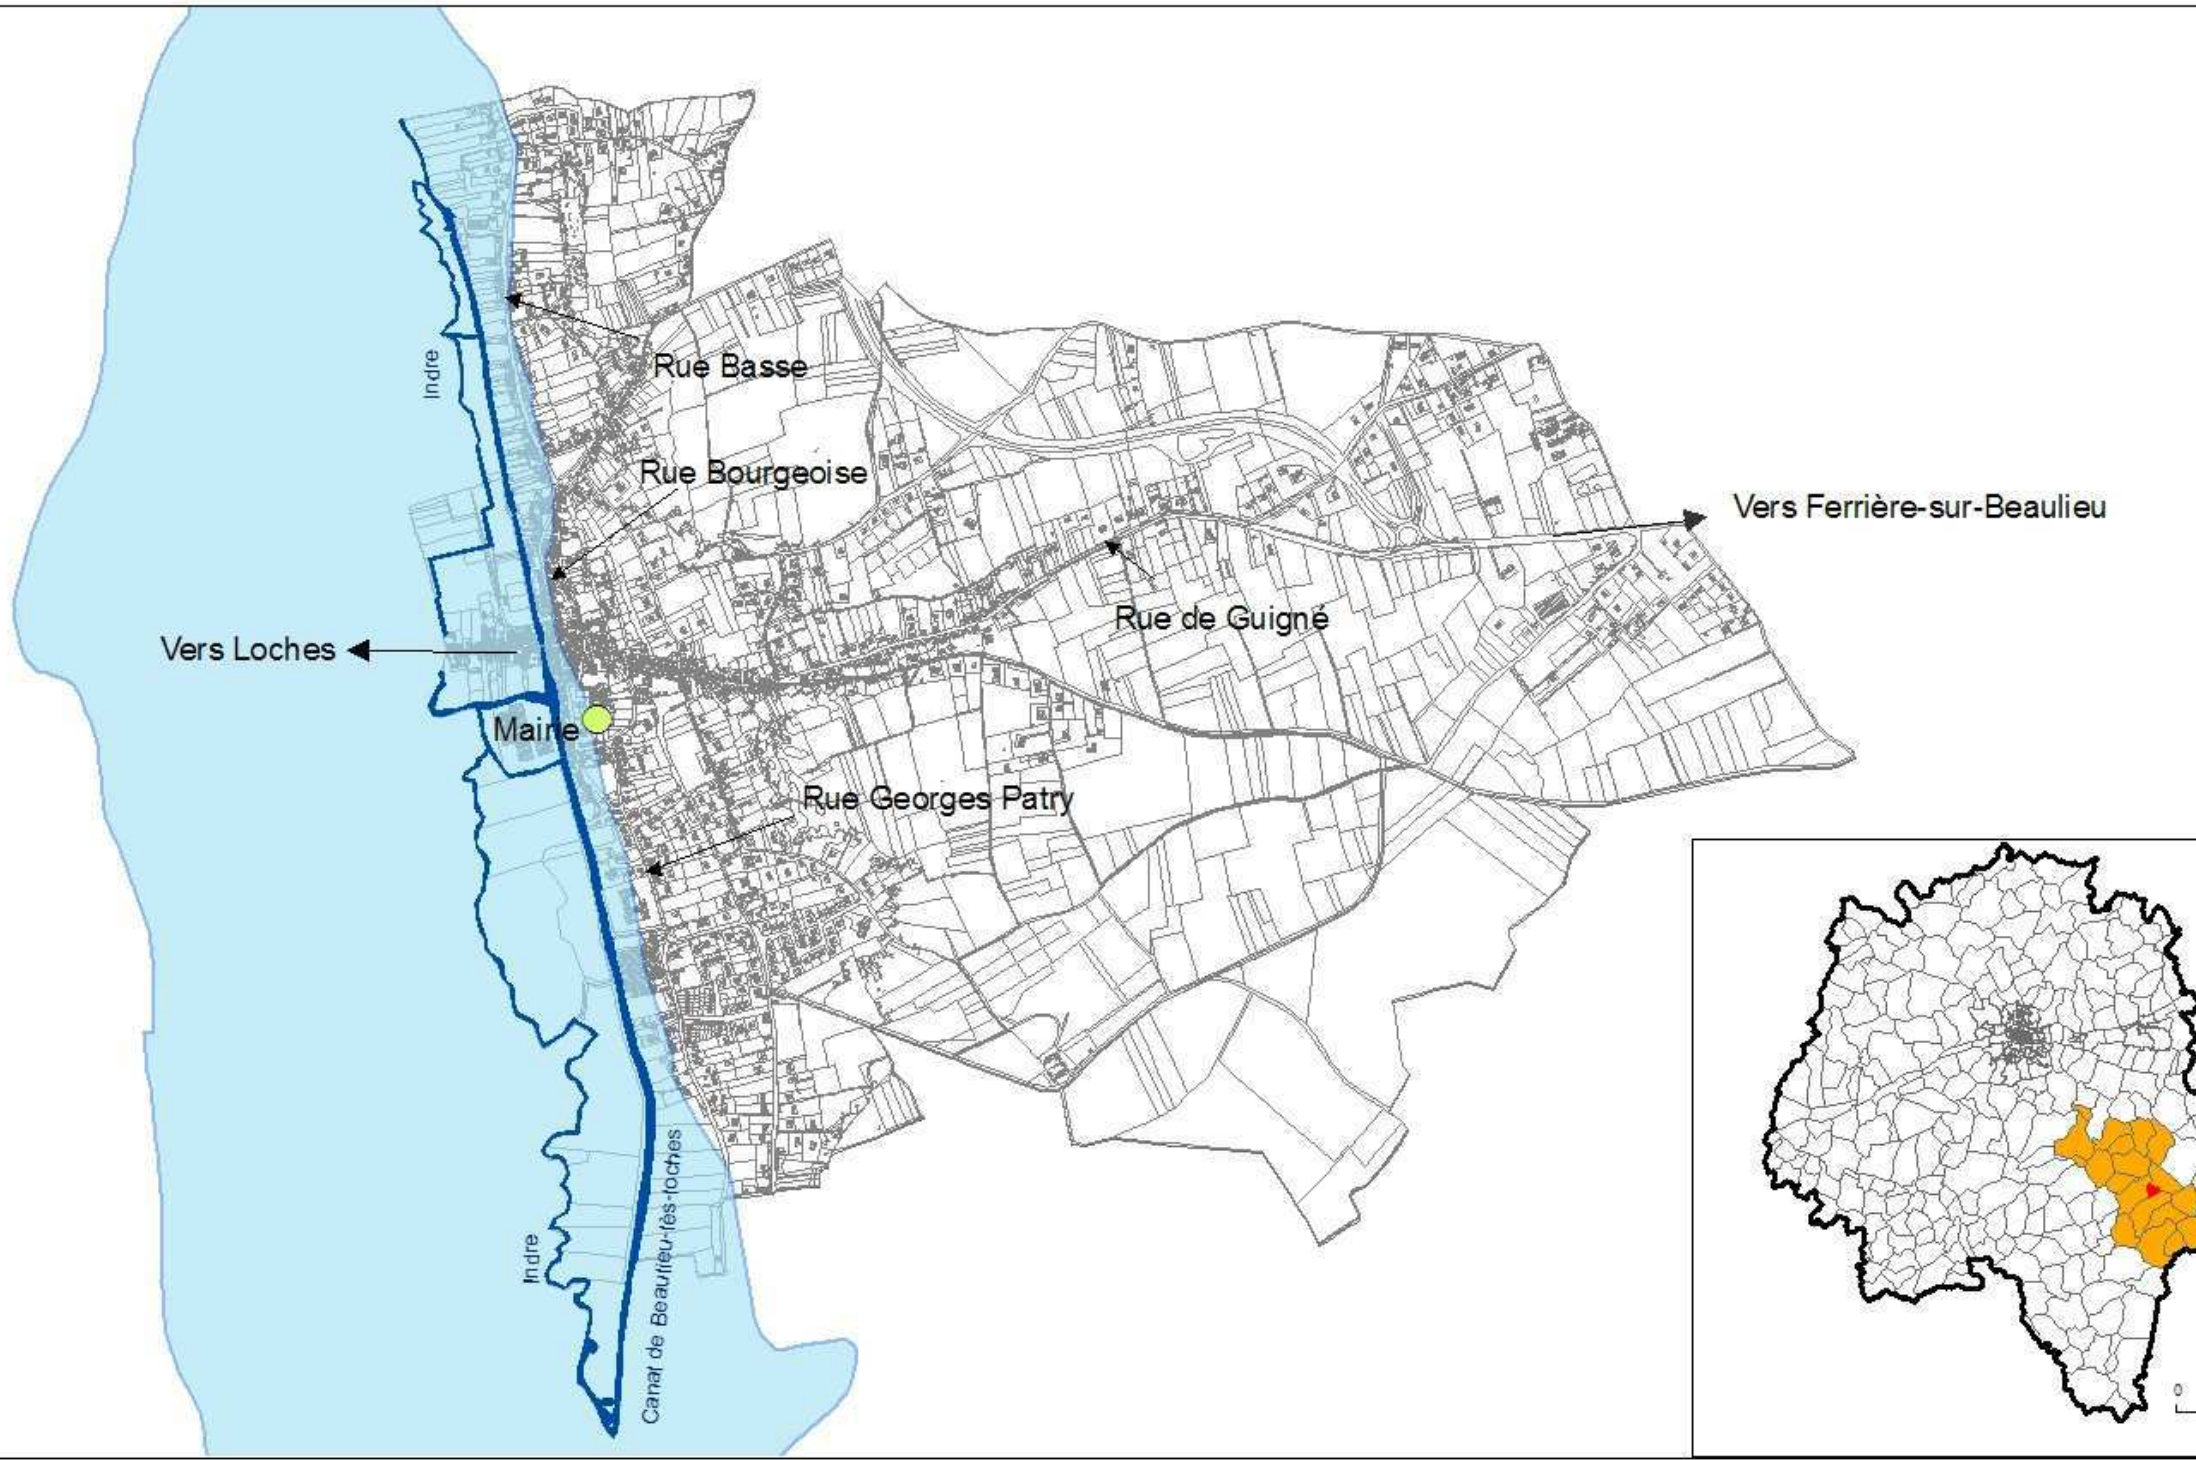 Rue Basse
Indre
Rue Bourgeoise
Vers Ferrière-sur-Beaulieu
Rue de Guigné
Vers Loches
Mairie
Rue Georges Patry
Indre
Canal de Beaulieu-lès-loches
0